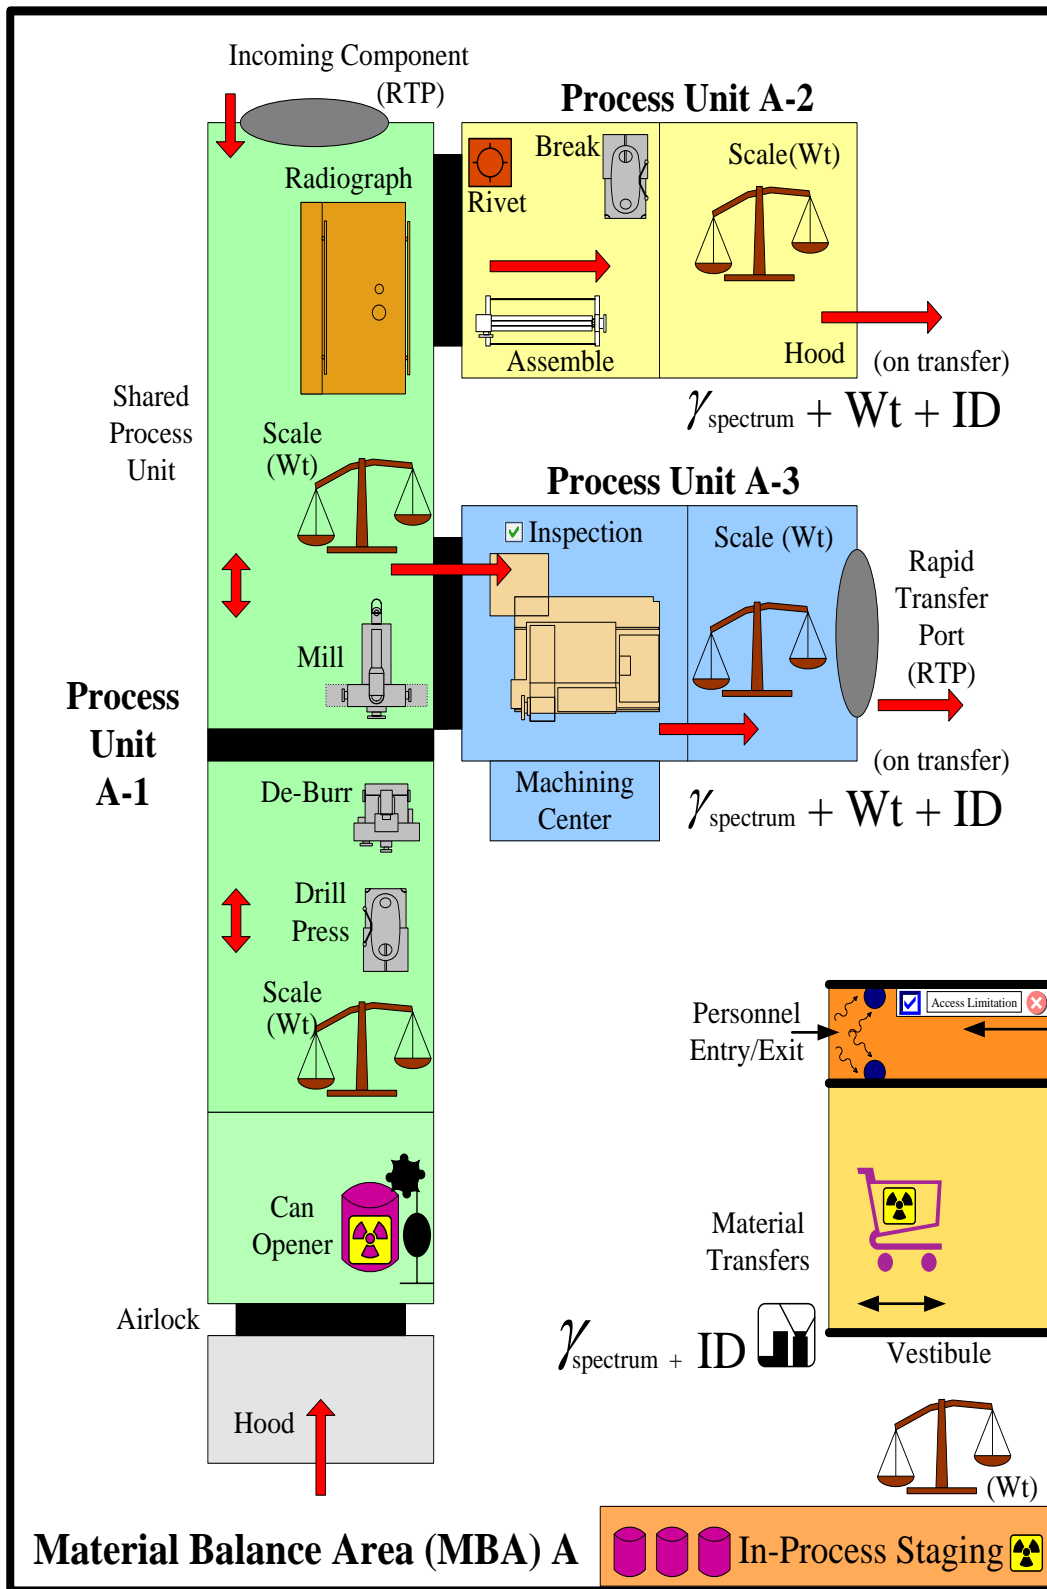 Incoming Component
(RTP)
Process Unit A-2
Radiograph
Rivet
Break
Scale(Wt)
Assemble
Hood
(on transfer)
γspectrum + Wt + ID
Shared
Process
Unit
Scale
(Wt)
Process Unit A-3
Inspection
Scale (Wt)
Rapid
Transfer
Port
(RTP)
Mill
Process
Unit
A-1
Machining
Center
(on transfer)
γspectrum + Wt + ID
De-Burr
Drill
Press
Scale
(Wt)
Personnel
Entry/Exit
Access Limitation
Can
Opener
Material
Transfers
Airlock
γspectrum + ID
Vestibule
Hood
(Wt)
Material Balance Area (MBA) A
In-Process Staging